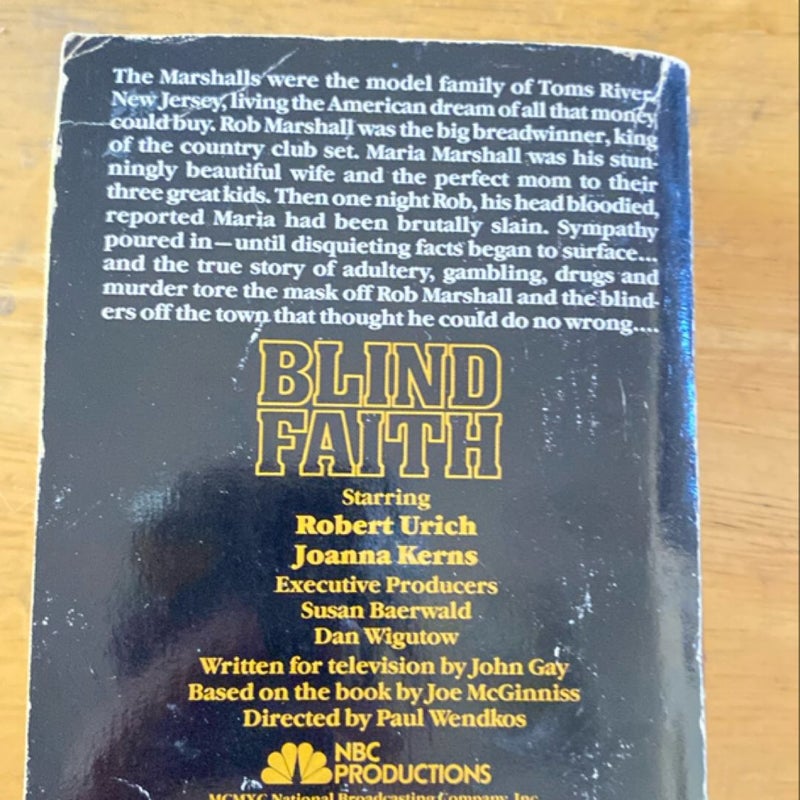 The Marshalls were the model family of Toms River,
New Jersey, living the American dream of all that money
could buy. Rob Marshall was the big breadwinner, king
of the country club set. Maria Marshall was his stun-
ningly beautiful wife and the perfect mom to their
three great kids. Then one night Rob, his head bloodied,
reported Maria had been brutally slain. Sympathy
poured in—until disquieting facts began to surface...
and the true story of adultery, gambling, drugs and
murder tore the mask off Rob Marshall and the blind-
ers off the town that thought he could do no wrong....
BLIND
FAITH
Starring
Robert Urich
Joanna Kerns
Executive Producers
Susan Baerwald
Dan Wigutow
Written for television by John Gay
Based on the book by Joe McGinniss
Directed by Paul Wendkos
NBC
PRODUCTIONS
MCMXC National Broadcasting Company, Inc.